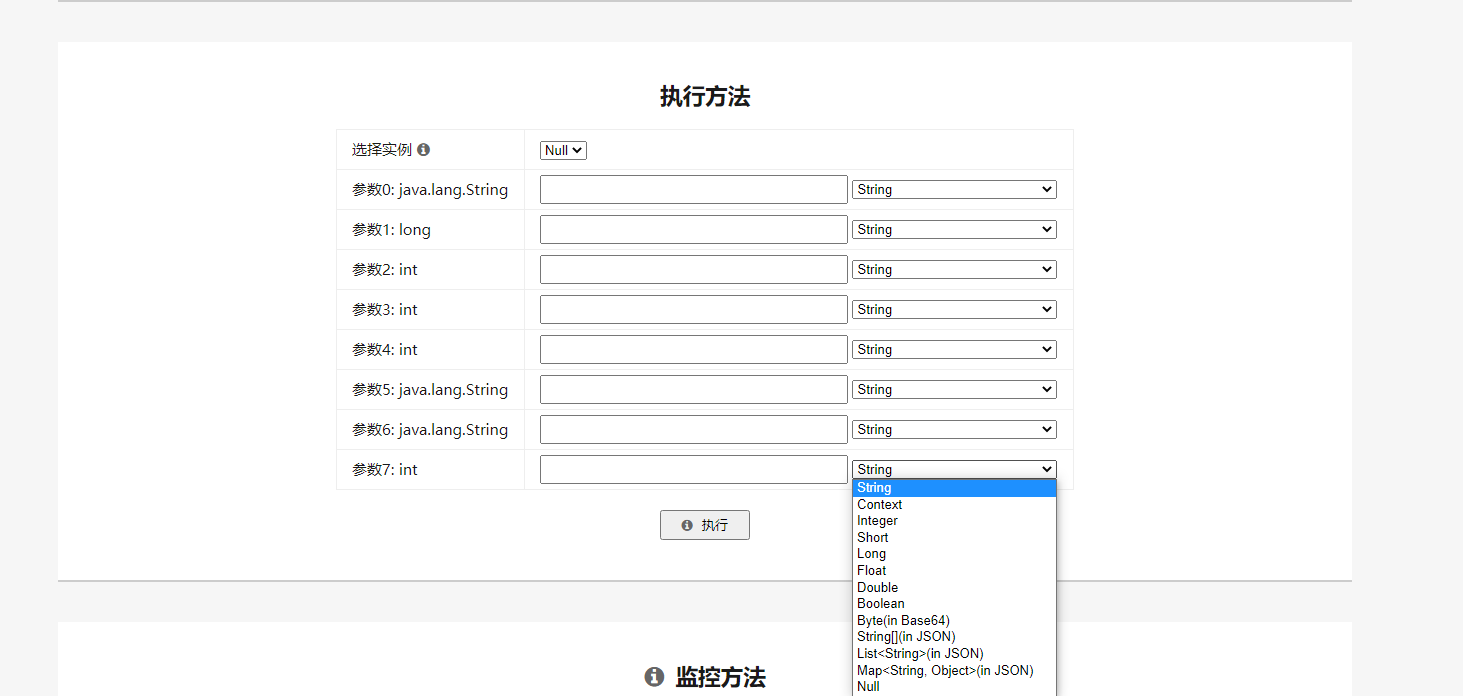 执行方法
选择实例 Null
参数0: java.lang.String String
参数1: long String
参数2: int String
参数3: int String
参数4: int String
参数5: java.lang.String String
参数6: java.lang.String String
参数7: int String
String
Context
Integer
Short
Long
Float
Double
Boolean
Byte(in Base64)
String[](in JSON)
List<String>(in JSON)
Map<String, Object>(in JSON)
Null
执行
监控方法